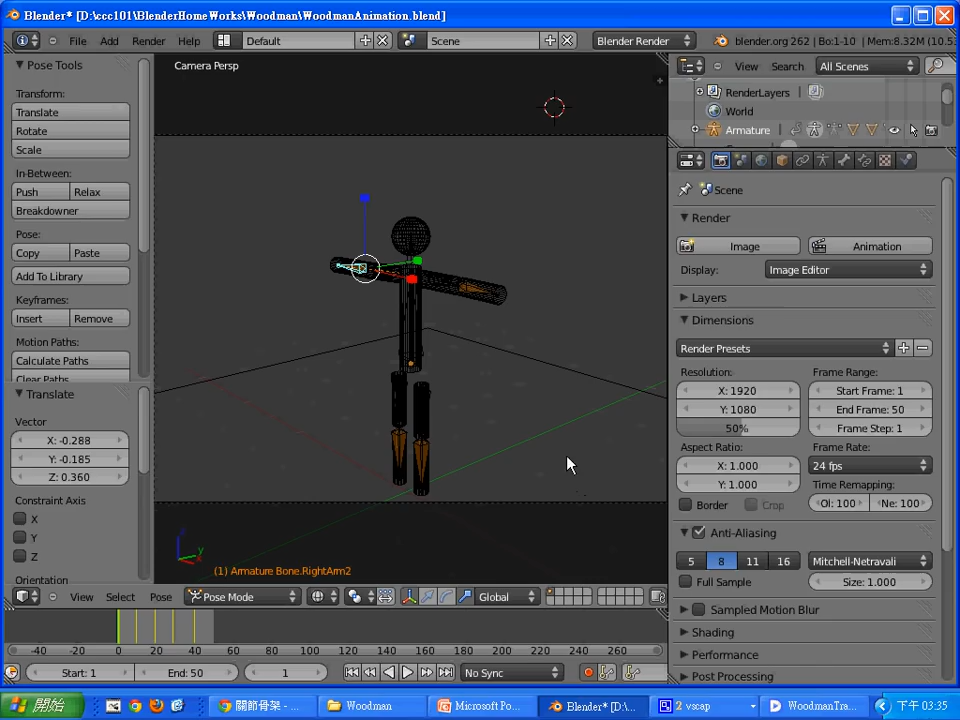 Blender* [D:\ccc101\BlenderHomeWorks\Woodman\WoodmanAnimation.blend]
File Add Render Help Default Scene Blender Render blender.org 262 | Bo:1-10 | Mem:8.32M (10.5
Pose Tools
Transform:
Translate
Rotate
Scale
In-Between:
Push Relax
Breakdowner
Pose:
Copy Paste
Add To Library
Keyframes:
Insert Remove
Motion Paths:
Calculate Paths
Clear Paths
Translate
Vector
X: -0.288
Y: -0.185
Z: 0.360
Constraint Axis
X
Y
Z
Orientation
Camera Persp
(1) Armature Bone.RightArm2
View Select Pose Pose Mode Global
-40 -20 0 20 40 60 80 100 120 140 160 180 200 220 240 260
Start: 1 End: 50 1 No Sync
View Search All Scenes
RenderLayers
World
Armature
Scene
Render
Image Animation
Display: Image Editor
Layers
Dimensions
Render Presets
Resolution: Frame Range:
X: 1920 Start Frame: 1
Y: 1080 End Frame: 50
50% Frame Step: 1
Aspect Ratio: Frame Rate:
X: 1.000 24 fps
Y: 1.000 Time Remapping:
Border Crop Ol: 100 Ne: 100
Anti-Aliasing
5 8 11 16 Mitchell-Netravali
Full Sample Size: 1.000
Sampled Motion Blur
Shading
Performance
Post Processing
開始 關節骨架 - ... Woodman Microsoft Po... Blender* [D:\... 2 vscap WoodmanTra... 下午 03:35